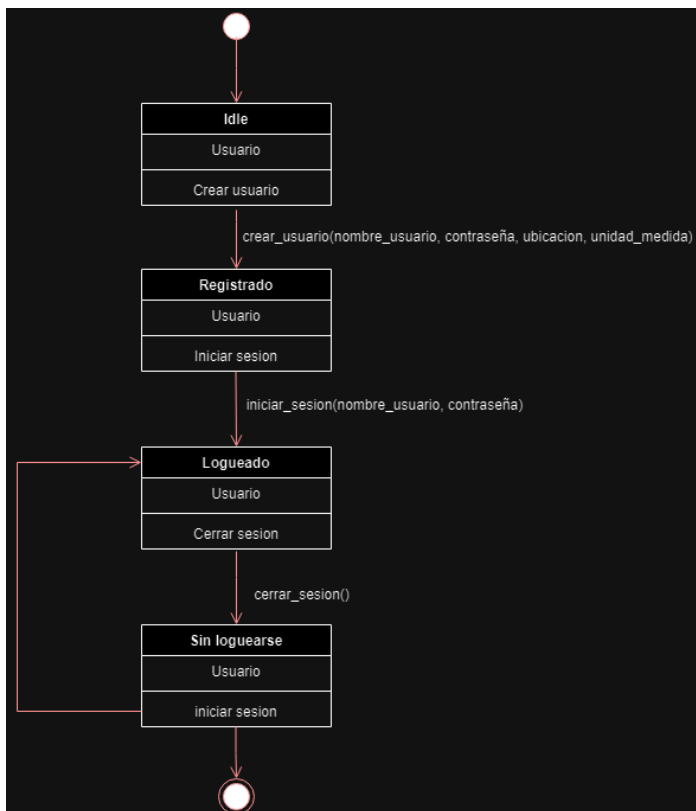 Idle
Usuario
Crear usuario
crear_usuario(nombre_usuario, contraseña, ubicacion, unidad_medida)
Registrado
Usuario
Iniciar sesion
iniciar_sesion(nombre_usuario, contraseña)
Logueado
Usuario
Cerrar sesion
cerrar_sesion()
Sin loguearse
Usuario
iniciar sesion